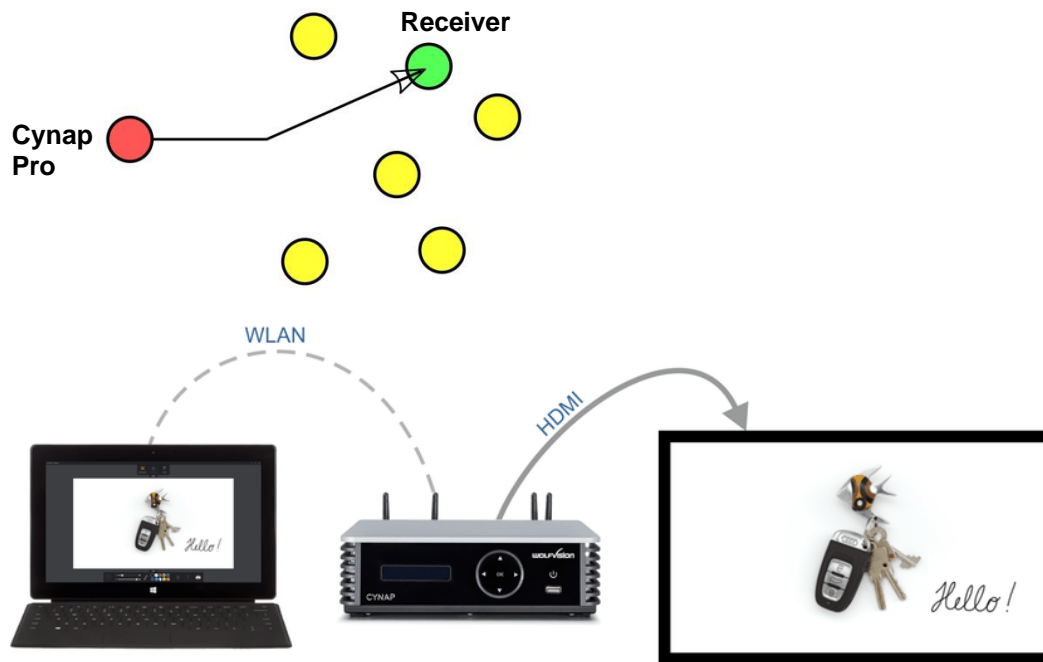 Receiver
Cynap
Pro
WLAN
HDMI
Hello!
WOLFVISION
OK
CYNAP
Hello!